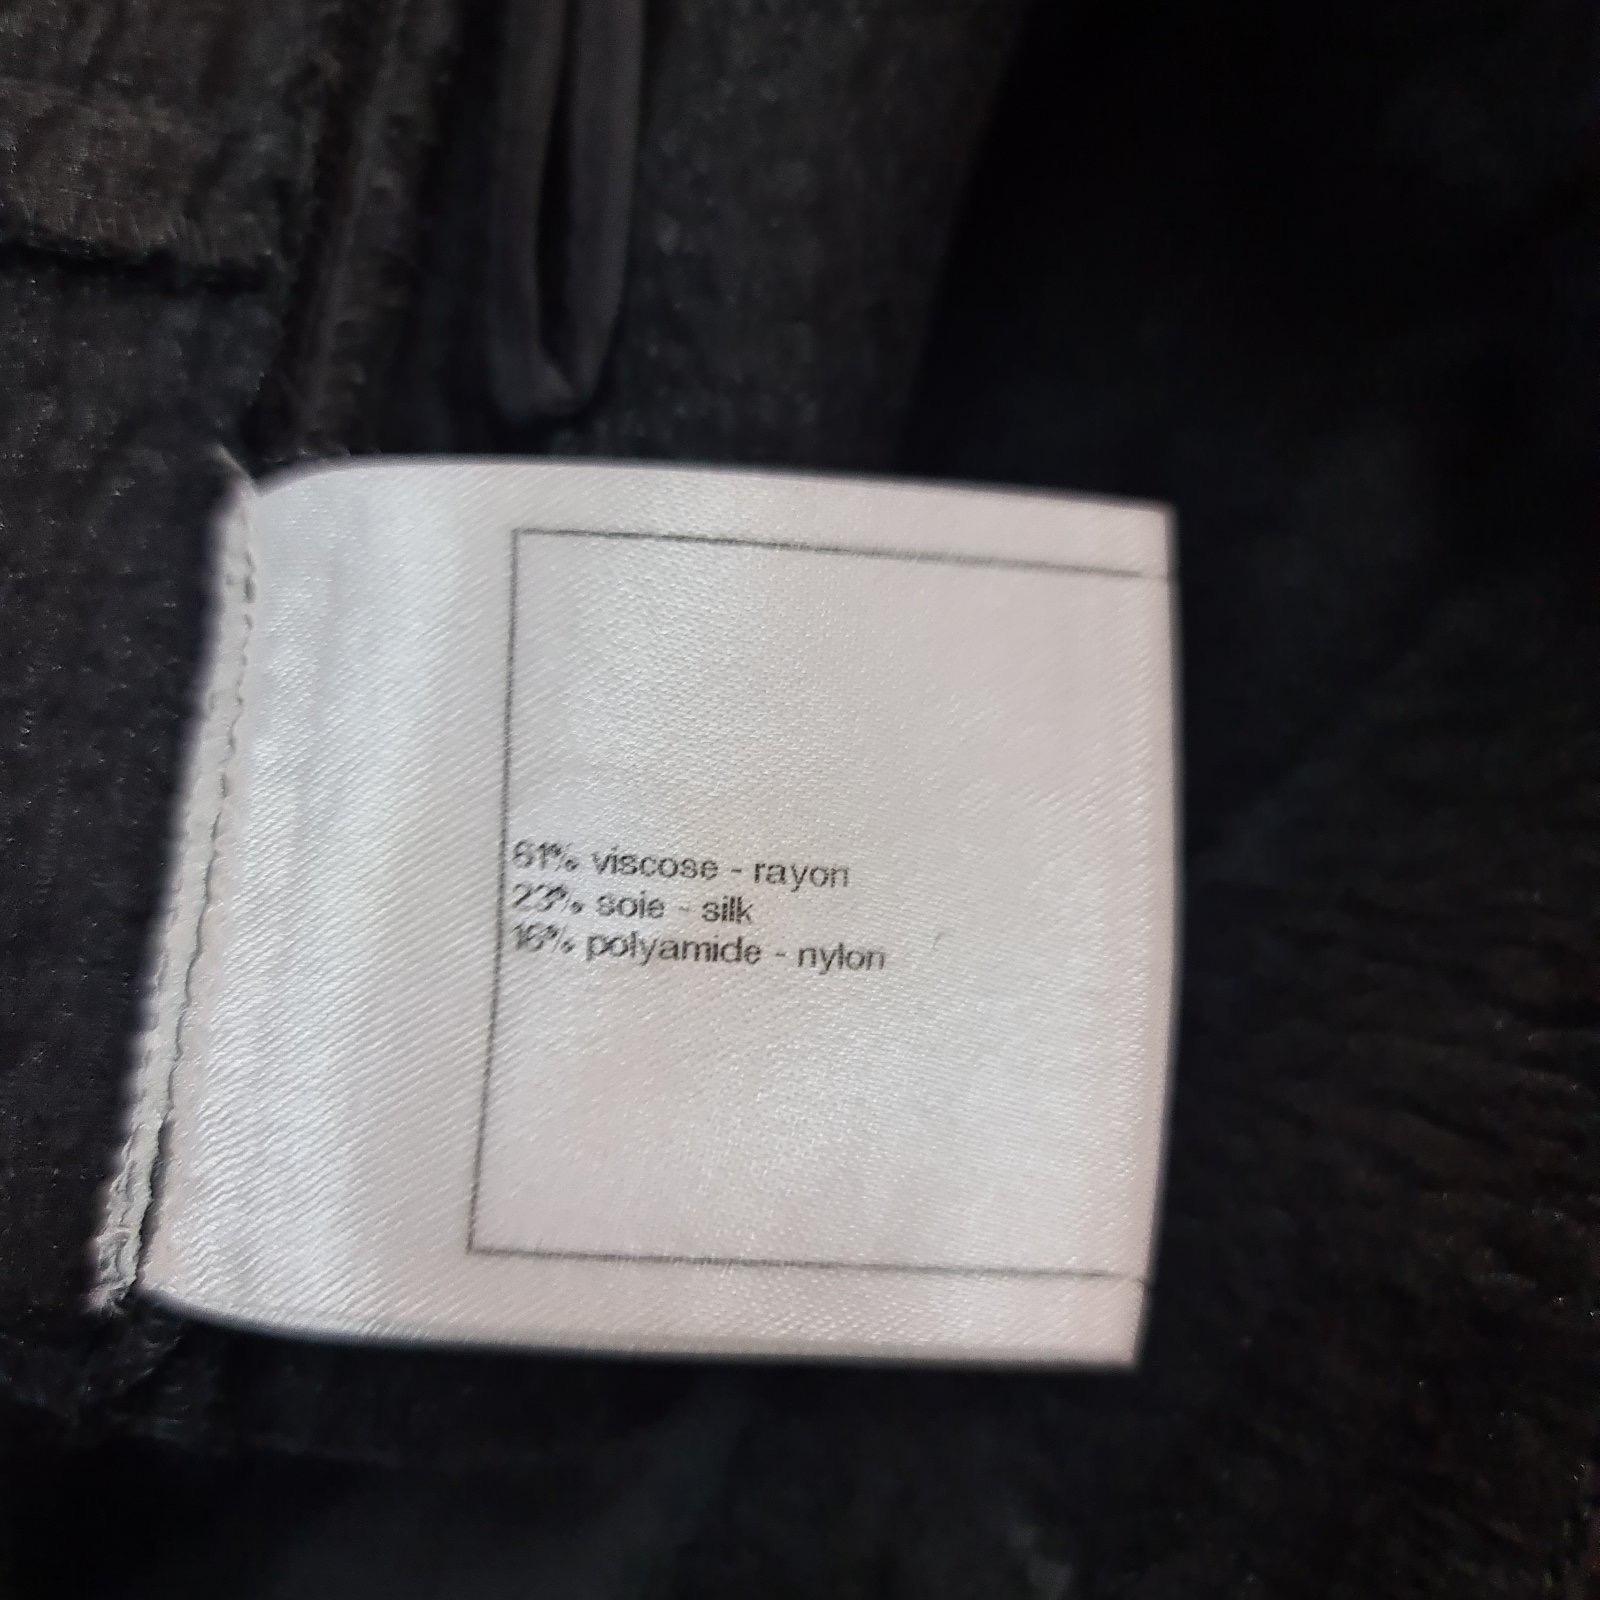 61% viscose - rayon
23% soie - silk
16% polyamide - nylon